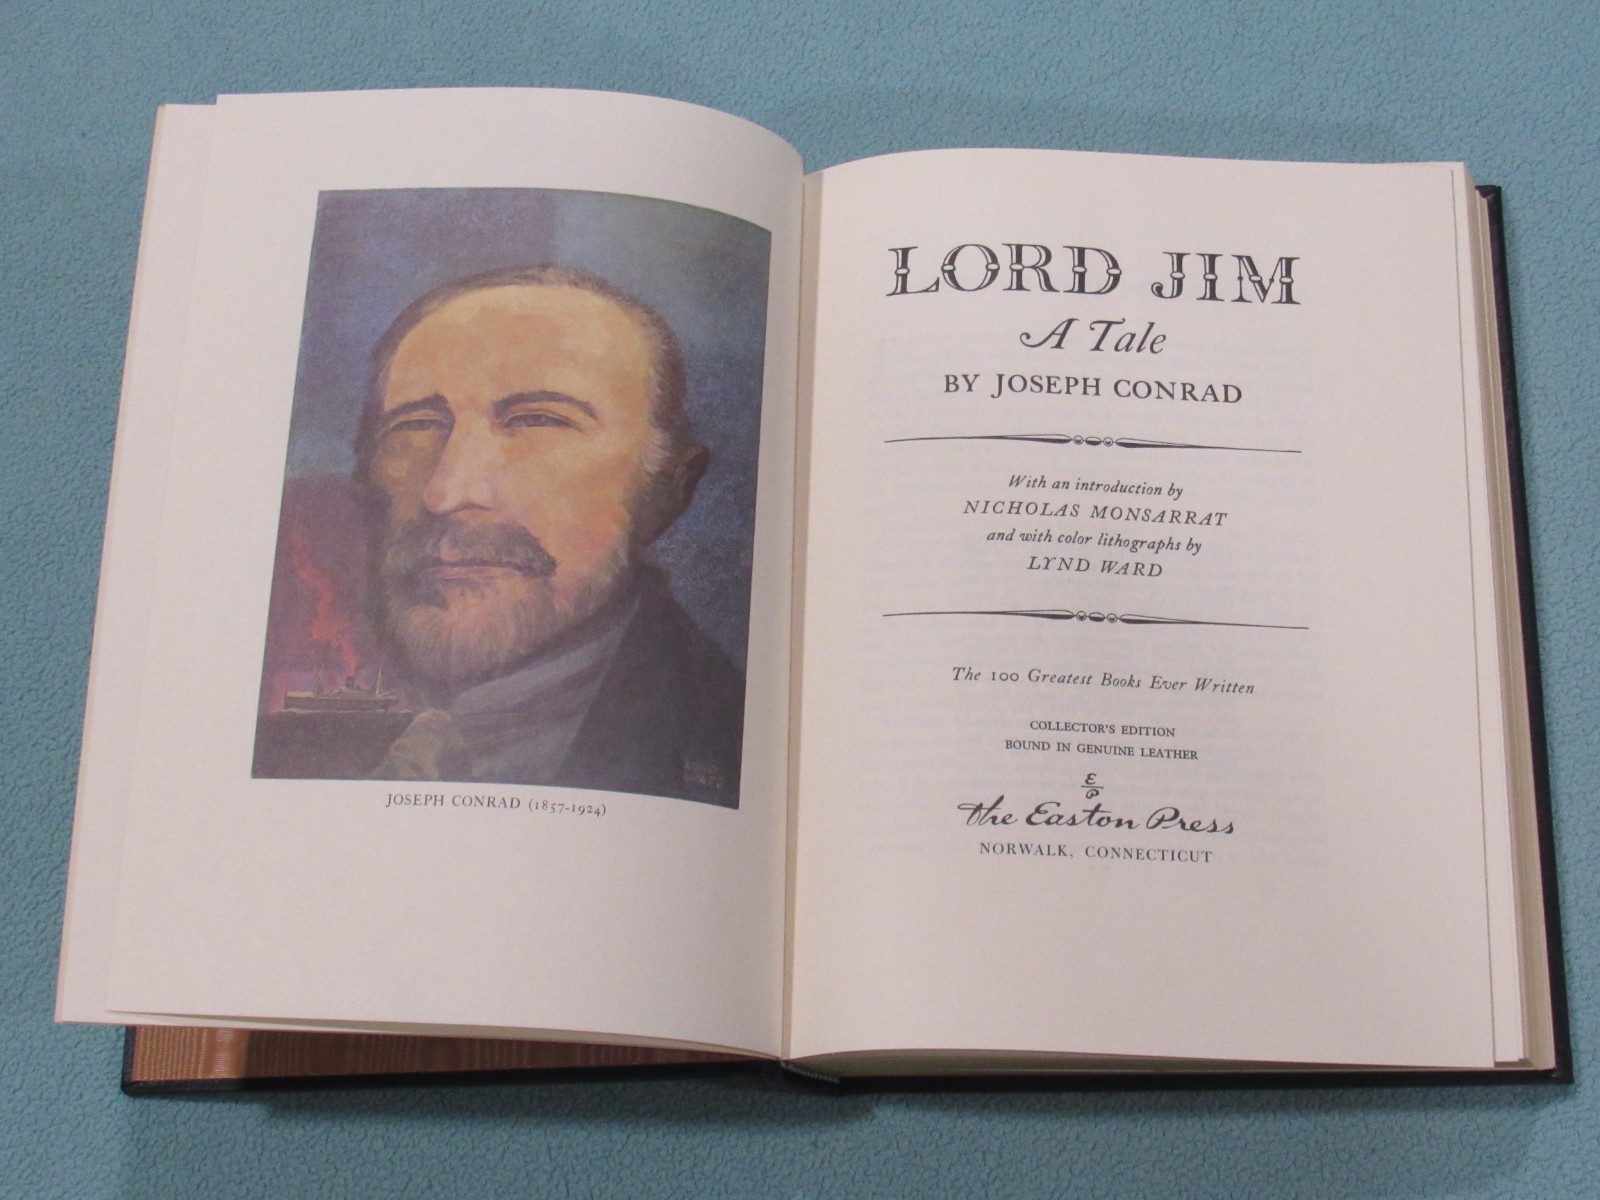 JOSEPH CONRAD (1857-1924)
LORD JIM
A Tale
BY JOSEPH CONRAD
With an introduction by
NICHOLAS MONSARRAT
and with color lithographs by
LYND WARD
The 100 Greatest Books Ever Written
COLLECTOR'S EDITION
BOUND IN GENUINE LEATHER
E
P
The Easton Press
NORWALK, CONNECTICUT